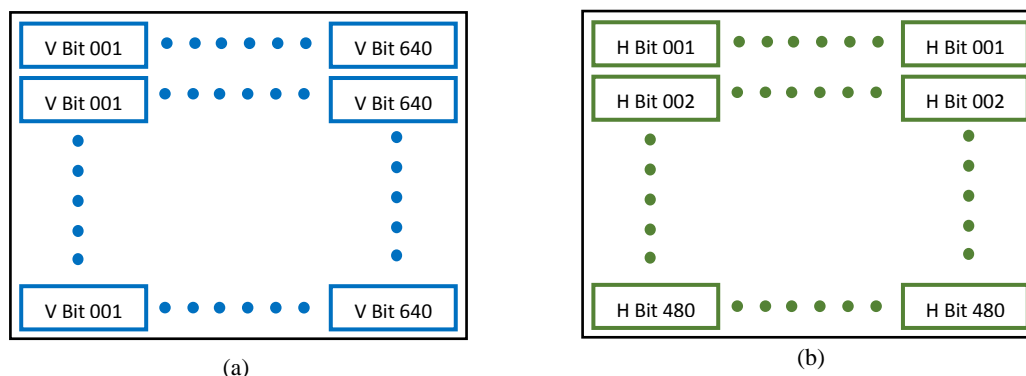 V Bit 001 V Bit 640 H Bit 001 H Bit 001
V Bit 001 V Bit 640 H Bit 002 H Bit 002
V Bit 001 V Bit 640 H Bit 480 H Bit 480
(a) (b)